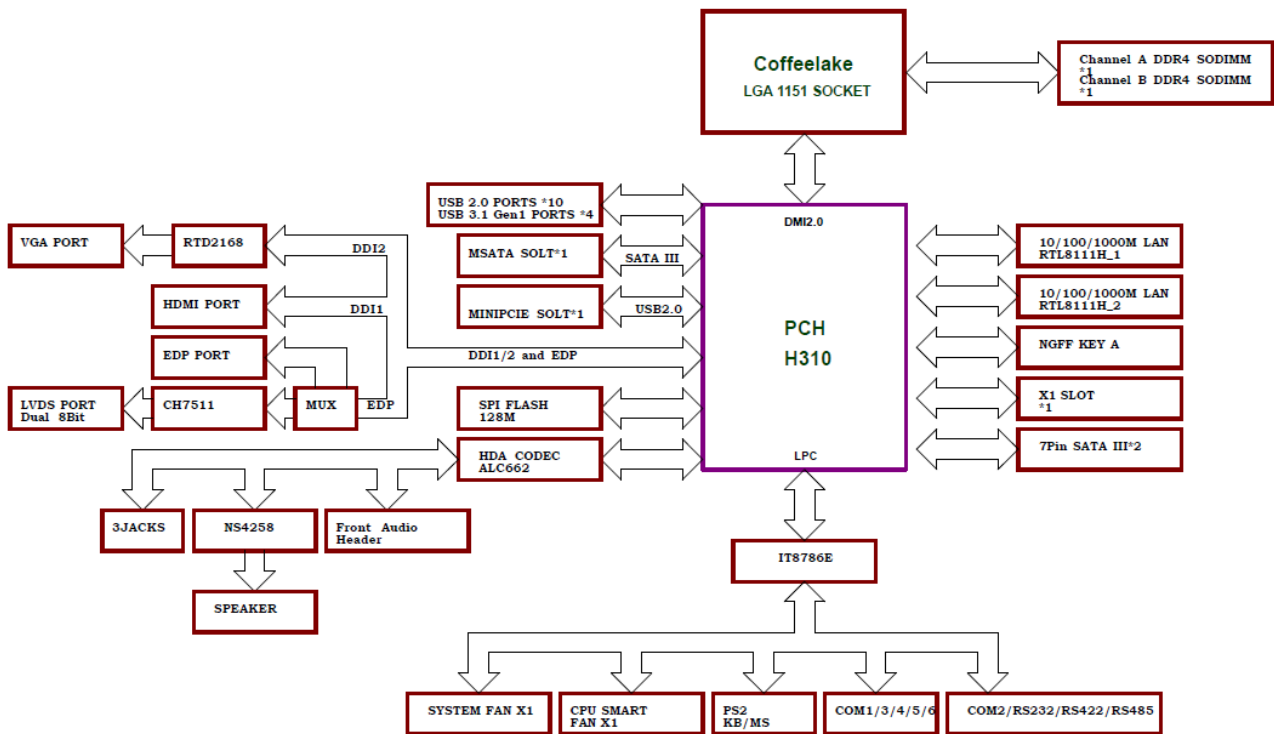 Coffeelake
LGA 1151 SOCKET
Channel A DDR4 SODIMM
*1
Channel B DDR4 SODIMM
*1
USB 2.0 PORTS *10
USB 3.1 Gen1 PORTS *4
DMI2.0
VGA PORT
RTD2168
DDI2
MSATA SOLT*1
SATA III
10/100/1000M LAN
RTL8111H_1
HDMI PORT
DDI1
MINIPCIE SOLT*1
USB2.0
10/100/1000M LAN
RTL8111H_2
PCH
H310
EDP PORT
DDI1/2 and EDP
NGFF KEY A
LVDS PORT
Dual 8Bit
CH7511
MUX
EDP
SPI FLASH
128M
X1 SLOT
*1
HDA CODEC
ALC662
LPC
7Pin SATA III*2
3JACKS
NS4258
Front Audio
Header
IT8786E
SPEAKER
SYSTEM FAN X1
CPU SMART
FAN X1
PS2
KB/MS
COM1/3/4/5/6
COM2/RS232/RS422/RS485